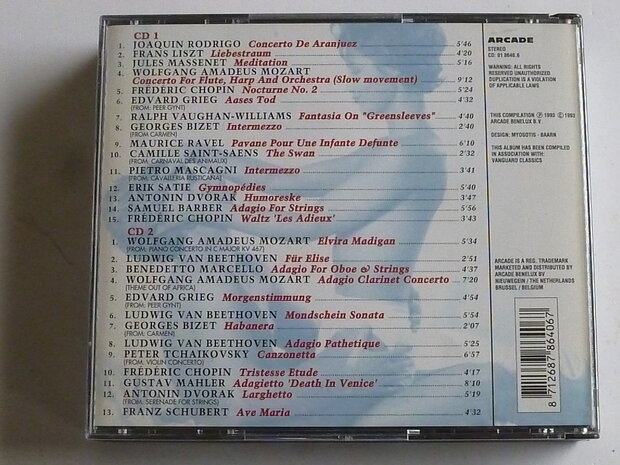 CD 1
1. JOAQUIN RODRIGO Concerto De Aranjuez 5'46
2. FRANS LISZT Liebestraum 4'20
3. JULES MASSENET Meditation 5'16
4. WOLFGANG AMADEUS MOZART
Concerto For Flute, Harp And Orchestra (Slow movement) 9'12
5. FRÉDÉRIC CHOPIN Nocturne No. 2 5'24
6. EDVARD GRIEG Aases Tod 4'32
(FROM: PEER GYNT)
7. RALPH VAUGHAN-WILLIAMS Fantasia On "Greensleeves" 4'40
8. GEORGES BIZET Intermezzo 2'40
(FROM CARMEN)
9. MAURICE RAVEL Pavane Pour Une Infante Defunte 6'10
10. CAMILLE SAINT-SAENS The Swan 2'32
(FROM, CARNAVAL DES ANIMAUX)
11. PIETRO MASCAGNI Intermezzo 3'41
(FROM, CAVALLERIA RUSTICANA)
12. ERIK SATIE Gymnopédies 5'40
13. ANTONIN DVORAK Humoreske 3'47
14. SAMUEL BARBER Adagio For Strings 5'56
15. FRÉDÉRIC CHOPIN Waltz 'Les Adieux' 3'43
CD 2
1. WOLFGANG AMADEUS MOZART Elvira Madigan 5'34
(FROM: PIANO CONCERTO IN C MAJOR KV 467)
2. LUDWIG VAN BEETHOVEN Für Elise 2'51
3. BENEDETTO MARCELLO Adagio For Oboe & Strings 4'37
4. WOLFGANG AMADEUS MOZART Adagio Clarinet Concerto 7'20
(THEME OUT OF AFRICA)
5. EDVARD GRIEG Morgenstimmung 4'54
(FROM: PEER GYNT)
6. LUDWIG VAN BEETHOVEN Mondschein Sonata 5'54
7. GEORGES BIZET Habanera 2'07
(FROM: CARMEN)
8. LUDWIG VAN BEETHOVEN Adagio Pathetique 5'25
9. PETER TCHAIKOVSKY Canzonetta 6'57
(FROM: VIOLIN CONCERTO)
10. FRÉDÉRIC CHOPIN Tristesse Etude 4'17
11. GUSTAV MAHLER Adagietto 'Death In Venice' 8'10
12. ANTONIN DVORAK Larghetto 5'19
(FROM, SERENADE FOR STRINGS)
13. FRANZ SCHUBERT Ave Maria 4'32
ARCADE
STEREO
CD: 01 8640.6
WARNING: ALL RIGHTS
RESERVED UNAUTHORIZED
DUPLICATION IS A VIOLATION
OF APPLICABLE LAWS.
THIS COMPILATION Ⓟ 1993 © 1993
ARCADE BENELUX B.V.
DESIGN: MYOSOTIS - BAARN
THIS ALBUM HAS BEEN COMPILED
IN ASSOCIATION WITH:
VANGUARD CLASSICS
ARCADE IS A REG. TRADEMARK
MARKETED AND DISTRIBUTED BY
ARCADE BENELUX BV
NIEUWEGEIN / THE NETHERLANDS
BRUSSEL / BELGIUM
8 712687 864067